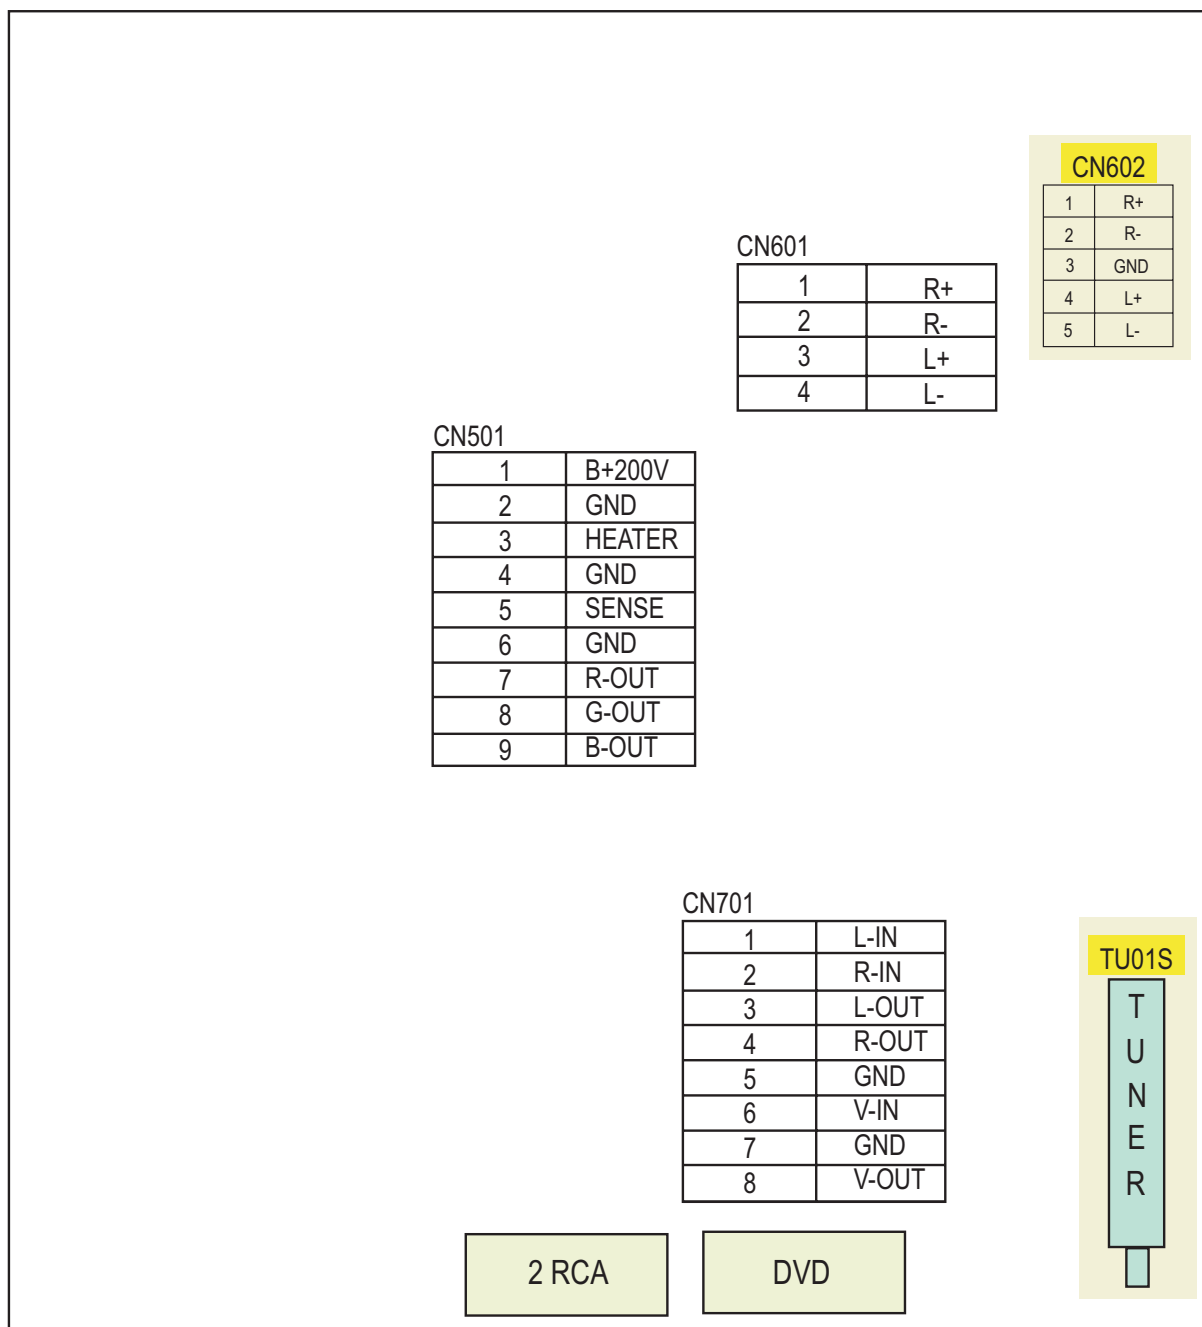 CN602
1 R+
2 R-
3 GND
4 L+
5 L-
CN601
1 R+
2 R-
3 L+
4 L-
CN501
1 B+200V
2 GND
3 HEATER
4 GND
5 SENSE
6 GND
7 R-OUT
8 G-OUT
9 B-OUT
CN701
1 L-IN
2 R-IN
3 L-OUT
4 R-OUT
5 GND
6 V-IN
7 GND
8 V-OUT
TU01S
T
U
N
E
R
2 RCA
DVD